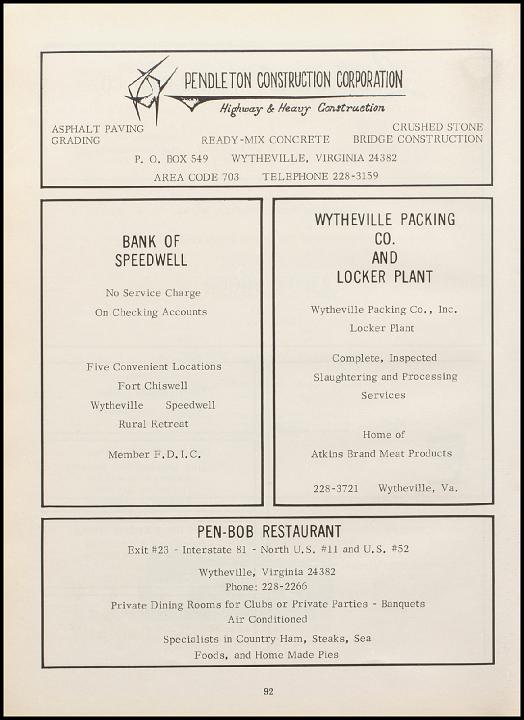 PENDLETON CONSTRUCTION CORPORATION
Highway & Heavy Construction
ASPHALT PAVING
GRADING
CRUSHED STONE
READY-MIX CONCRETE BRIDGE CONSTRUCTION
P. O. BOX 549 WYTHEVILLE, VIRGINIA 24382
AREA CODE 703 TELEPHONE 228-3159
BANK OF
SPEEDWELL
No Service Charge
On Checking Accounts
Five Convenient Locations
Fort Chiswell
Wytheville Speedwell
Rural Retreat
Member F.D.I.C.
WYTHEVILLE PACKING
CO.
AND
LOCKER PLANT
Wytheville Packing Co., Inc.
Locker Plant
Complete, Inspected
Slaughtering and Processing
Services
Home of
Atkins Brand Meat Products
228-3721 Wytheville, Va.
PEN-BOB RESTAURANT
Exit #23 - Interstate 81 - North U.S. #11 and U.S. #52
Wytheville, Virginia 24382
Phone: 228-2266
Private Dining Rooms for Clubs or Private Parties - Banquets
Air Conditioned
Specialists in Country Ham, Steaks, Sea
Foods, and Home Made Pies
92